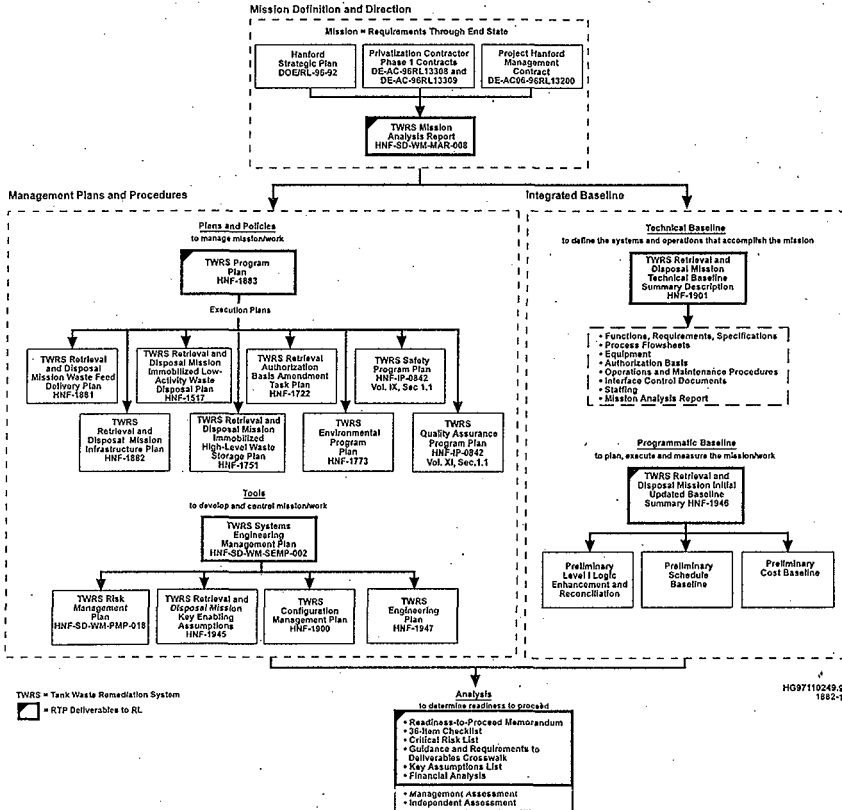 Mission Definition and Direction
Mission = Requirements Through End State
Hanford
Strategic Plan
DOE/RL-96-92
Privatization Contractor
Phase 1 Contracts
DE-AC-96RL13308 and
DE-AC-96RL13309
Project Hanford
Management
Contract
DE-AC06-96RL13200
TWRS Mission
Analysis Report
HNF-SD-WM-MAR-008
Management Plans and Procedures
Plans and Policies
to manage mission/work
TWRS Program
Plan
HNF-1883
Execution Plans
TWRS Retrieval
and Disposal
Mission Waste Feed
Delivery Plan
HNF-1881
TWRS Retrieval and
Disposal Mission
Immobilized Low-
Activity Waste
Disposal Plan
HNF-1517
TWRS Retrieval
Authorization
Basis Amendment
Task Plan
HNF-1722
TWRS Safety
Program Plan
HNF-IP-0842
Vol. IX, Sec 1.1
TWRS
Retrieval and
Disposal Mission
Infrastructure Plan
HNF-1882
TWRS Retrieval and
Disposal Mission
Immobilized
High-Level Waste
Storage Plan
HNF-1751
TWRS
Environmental
Program
Plan
HNF-1773
TWRS
Quality Assurance
Program Plan
HNF-IP-0842
Vol. XI, Sec.1.1
Tools
to develop and control mission/work
TWRS Systems
Engineering
Management Plan
HNF-SD-WM-SEMP-002
TWRS Risk
Management
Plan
HNF-SD-WM-PMP-018
TWRS Retrieval and
Disposal Mission
Key Enabling
Assumptions
HNF-1945
TWRS
Configuration
Management Plan
HNF-1900
TWRS
Engineering
Plan
HNF-1947
Integrated Baseline
Technical Baseline
to define the systems and operations that accomplish the mission
TWRS Retrieval and
Disposal Mission
Technical Baseline
Summary Description
HNF-1901
• Functions, Requirements, Specifications
• Process Flowsheets
• Equipment
• Authorization Basis
• Operations and Maintenance Procedures
• Interface Control Documents
• Staffing
• Mission Analysis Report
Programmatic Baseline
to plan, execute and measure the mission/work
TWRS Retrieval and
Disposal Mission Initial
Updated Baseline
Summary HNF-1946
Preliminary
Level I Logic
Enhancement and
Reconciliation
Preliminary
Schedule
Baseline
Preliminary
Cost Baseline
TWRS = Tank Waste Remediation System
= RTP Deliverables to RL
Analysis
to determine readiness to proceed
• Readiness-to-Proceed Memorandum
• 36-Item Checklist
• Critical Risk List
• Guidance and Requirements to
Deliverables Crosswalk
• Key Assumptions List
• Financial Analysis
• Management Assessment
• Independent Assessment
HG97110249.9
1882-1